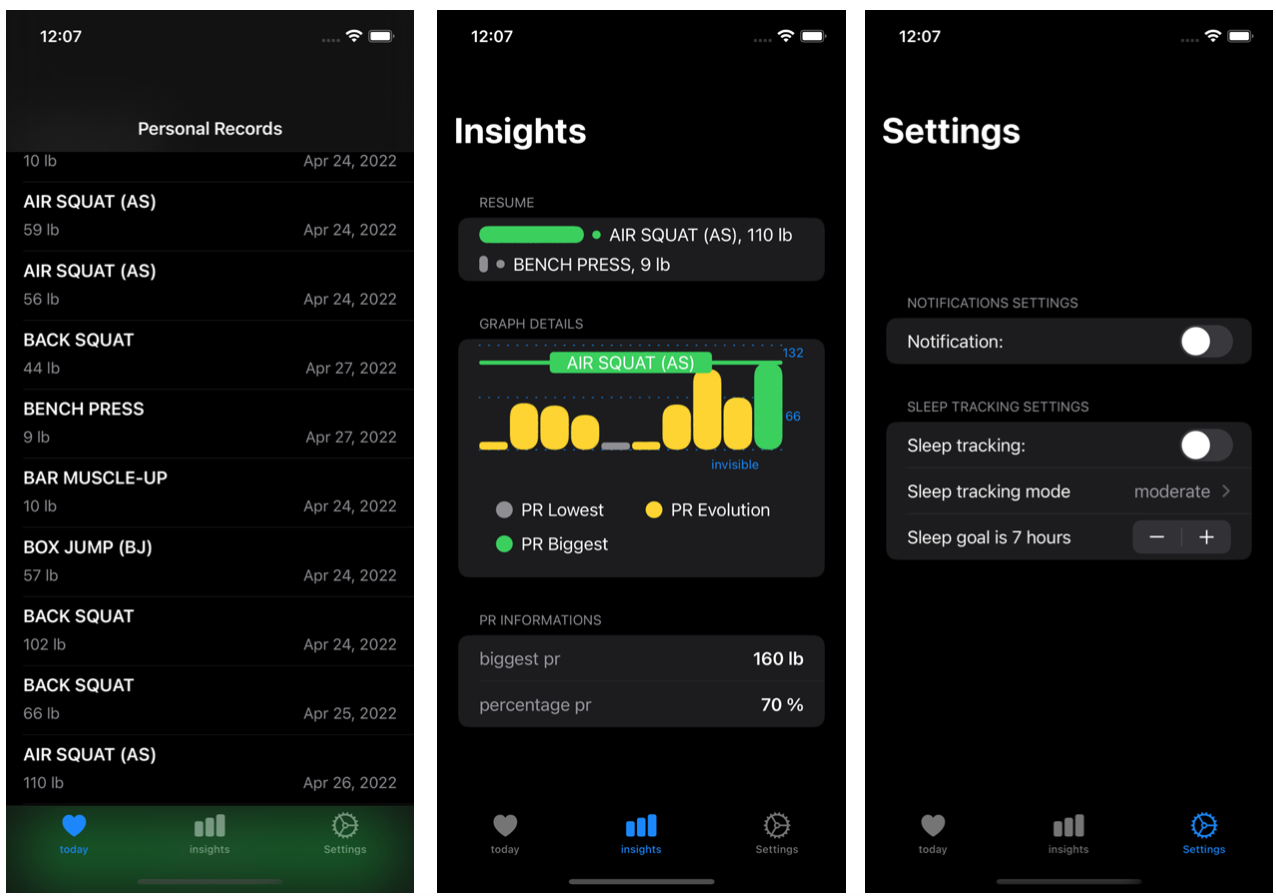 12:07
Personal Records
10 lb Apr 24, 2022
AIR SQUAT (AS)
59 lb Apr 24, 2022
AIR SQUAT (AS)
56 lb Apr 24, 2022
BACK SQUAT
44 lb Apr 27, 2022
BENCH PRESS
9 lb Apr 27, 2022
BAR MUSCLE-UP
10 lb Apr 24, 2022
BOX JUMP (BJ)
57 lb Apr 24, 2022
BACK SQUAT
102 lb Apr 24, 2022
BACK SQUAT
66 lb Apr 25, 2022
AIR SQUAT (AS)
110 lb Apr 26, 2022
today insights Settings
12:07
Insights
RESUME
AIR SQUAT (AS), 110 lb
BENCH PRESS, 9 lb
GRAPH DETAILS
132
AIR SQUAT (AS)
66
invisible
PR Lowest PR Evolution
PR Biggest
PR INFORMATIONS
biggest pr 160 lb
percentage pr 70 %
today insights Settings
12:07
Settings
NOTIFICATIONS SETTINGS
Notification:
SLEEP TRACKING SETTINGS
Sleep tracking:
Sleep tracking mode moderate >
Sleep goal is 7 hours − +
today insights Settings